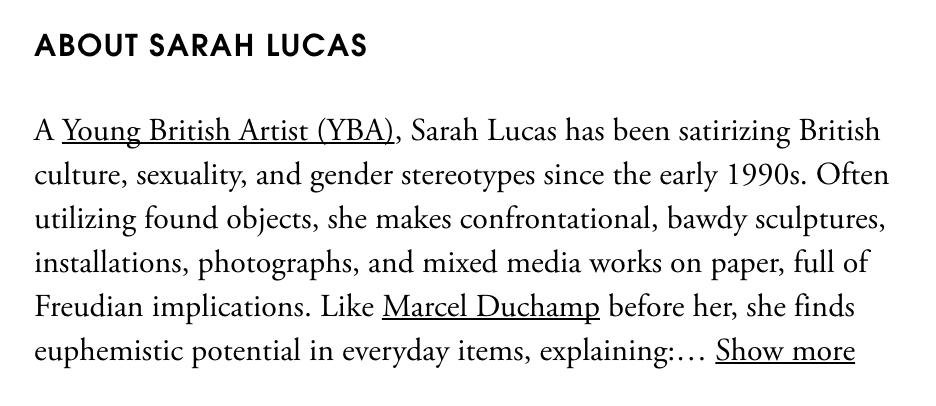 ABOUT SARAH LUCAS
A Young British Artist (YBA), Sarah Lucas has been satirizing British
culture, sexuality, and gender stereotypes since the early 1990s. Often
utilizing found objects, she makes confrontational, bawdy sculptures,
installations, photographs, and mixed media works on paper, full of
Freudian implications. Like Marcel Duchamp before her, she finds
euphemistic potential in everyday items, explaining:… Show more